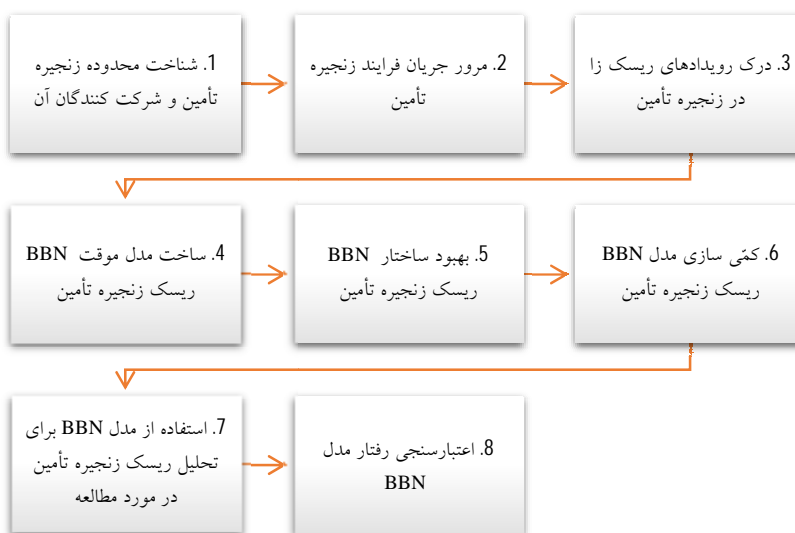 1. شناخت محدوده زنجیره
تأمین و شرکت کنندگان آن
2. مرور جریان فرایند زنجیره
تأمین
3. درک رویدادهای ریسک زا
در زنجیره تأمین
4. ساخت مدل موقت BBN
ریسک زنجیره تأمین
5. بهبود ساختار BBN
ریسک زنجیره تأمین
6. کمّی سازی مدل BBN
ریسک زنجیره تأمین
7. استفاده از مدل BBN برای
تحلیل ریسک زنجیره تأمین
در مورد مطالعه
8. اعتبارسنجی رفتار مدل
BBN